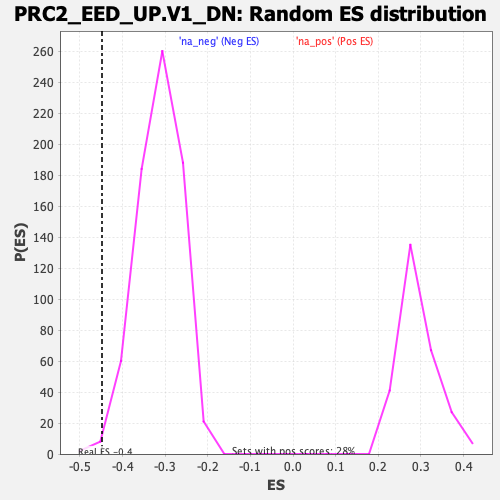 PRC2_EED_UP.V1_DN: Random ES distribution
'na_neg' (Neg ES)
'na_pos' (Pos ES)
260
240
220
200
180
160
140
120
100
80
60
40
20
0
P(ES)
Real ES -0.4
Sets with pos scores: 28%
-0.5 -0.4 -0.3 -0.2 -0.1 0.0 0.1 0.2 0.3 0.4
ES